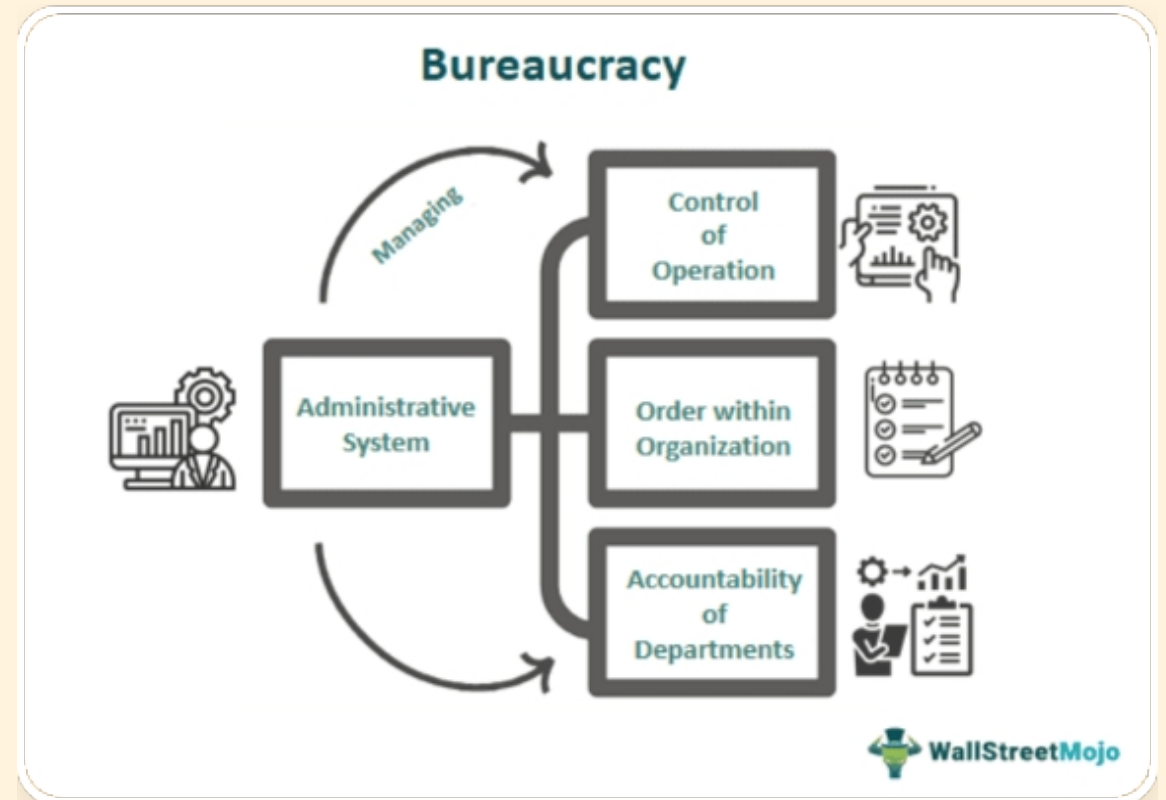 Bureaucracy
Managing
Control
of
Operation
Administrative
System
Order within
Organization
Accountability
of
Departments
WallStreetMojo